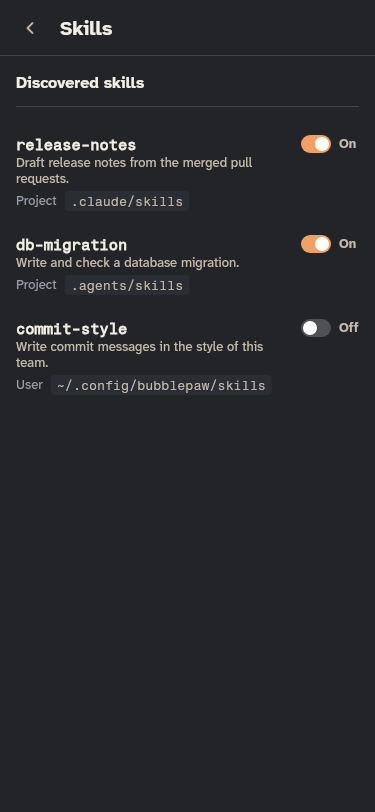 Skills
Discovered skills
release-notes
On
Draft release notes from the merged pull
requests.
Project .claude/skills
db-migration
On
Write and check a database migration.
Project .agents/skills
commit-style
Off
Write commit messages in the style of this
team.
User ~/.config/bubblepaw/skills